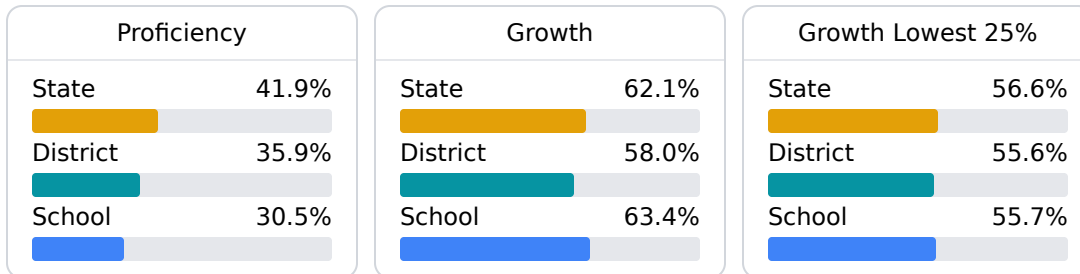 Proficiency
State 41.9%
District 35.9%
School 30.5%
Growth
State 62.1%
District 58.0%
School 63.4%
Growth Lowest 25%
State 56.6%
District 55.6%
School 55.7%